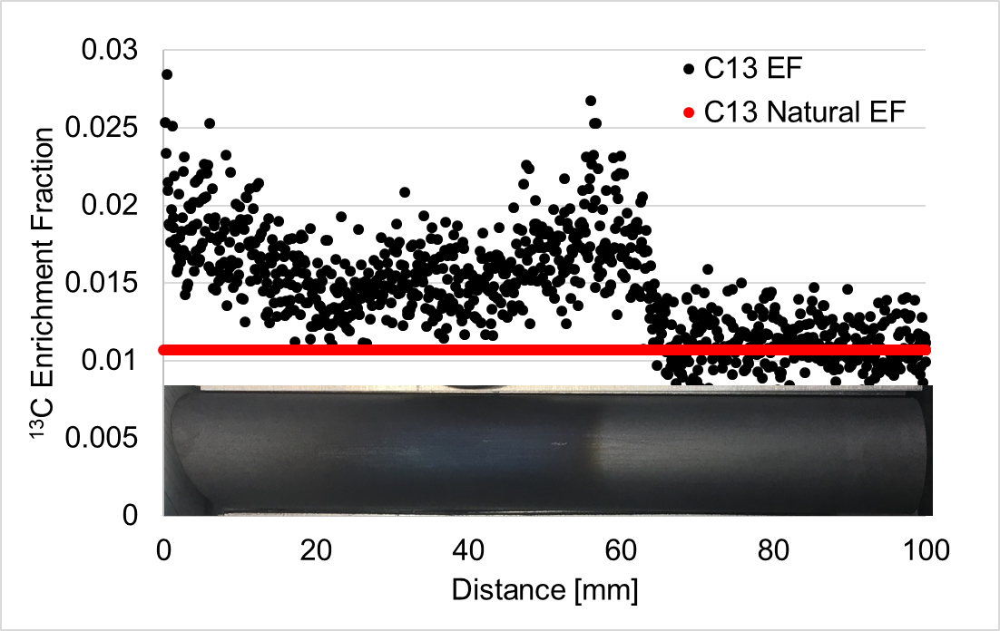 0.03
0.025
0.02
0.015
0.01
0.005
0
¹³C Enrichment Fraction
C13 EF
C13 Natural EF
0 20 40 60 80 100
Distance [mm]